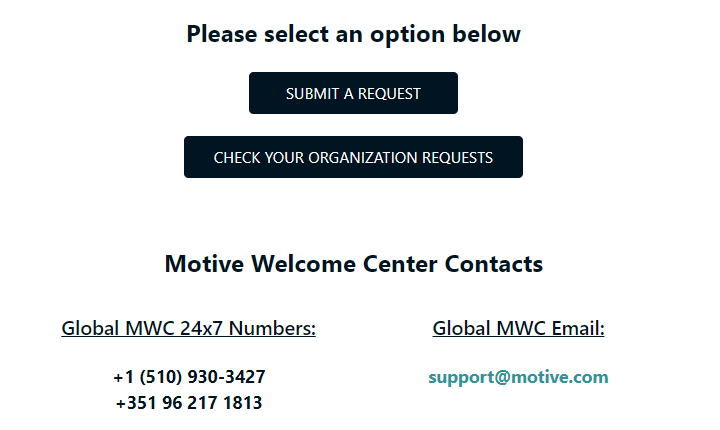 Please select an option below
SUBMIT A REQUEST
CHECK YOUR ORGANIZATION REQUESTS
Motive Welcome Center Contacts
Global MWC 24x7 Numbers:
+1 (510) 930-3427
+351 96 217 1813
Global MWC Email:
support@motive.com